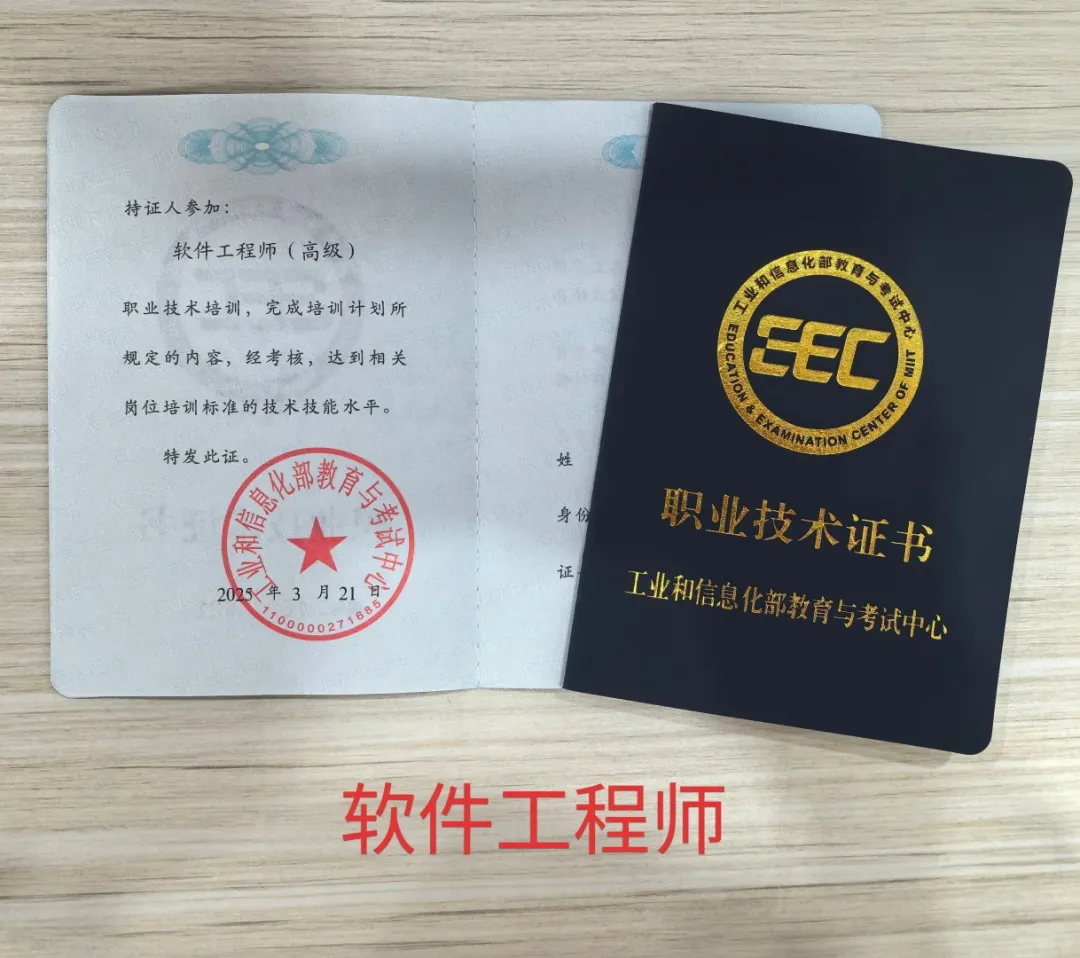 持证人参加：
软件工程师（高级）
职业技术培训，完成培训计划所
规定的内容，经考核，达到相关
岗位培训标准的技术技能水平。
特发此证。
工业和信息化部教育与考试中心
2025 年 3 月 21 日
1100000271685
姓
身份
证
工业和信息化部教育与考试中心
EEC
EDUCATION & EXAMINATION CENTER OF MIIT
职业技术证书
工业和信息化部教育与考试中心
软件工程师